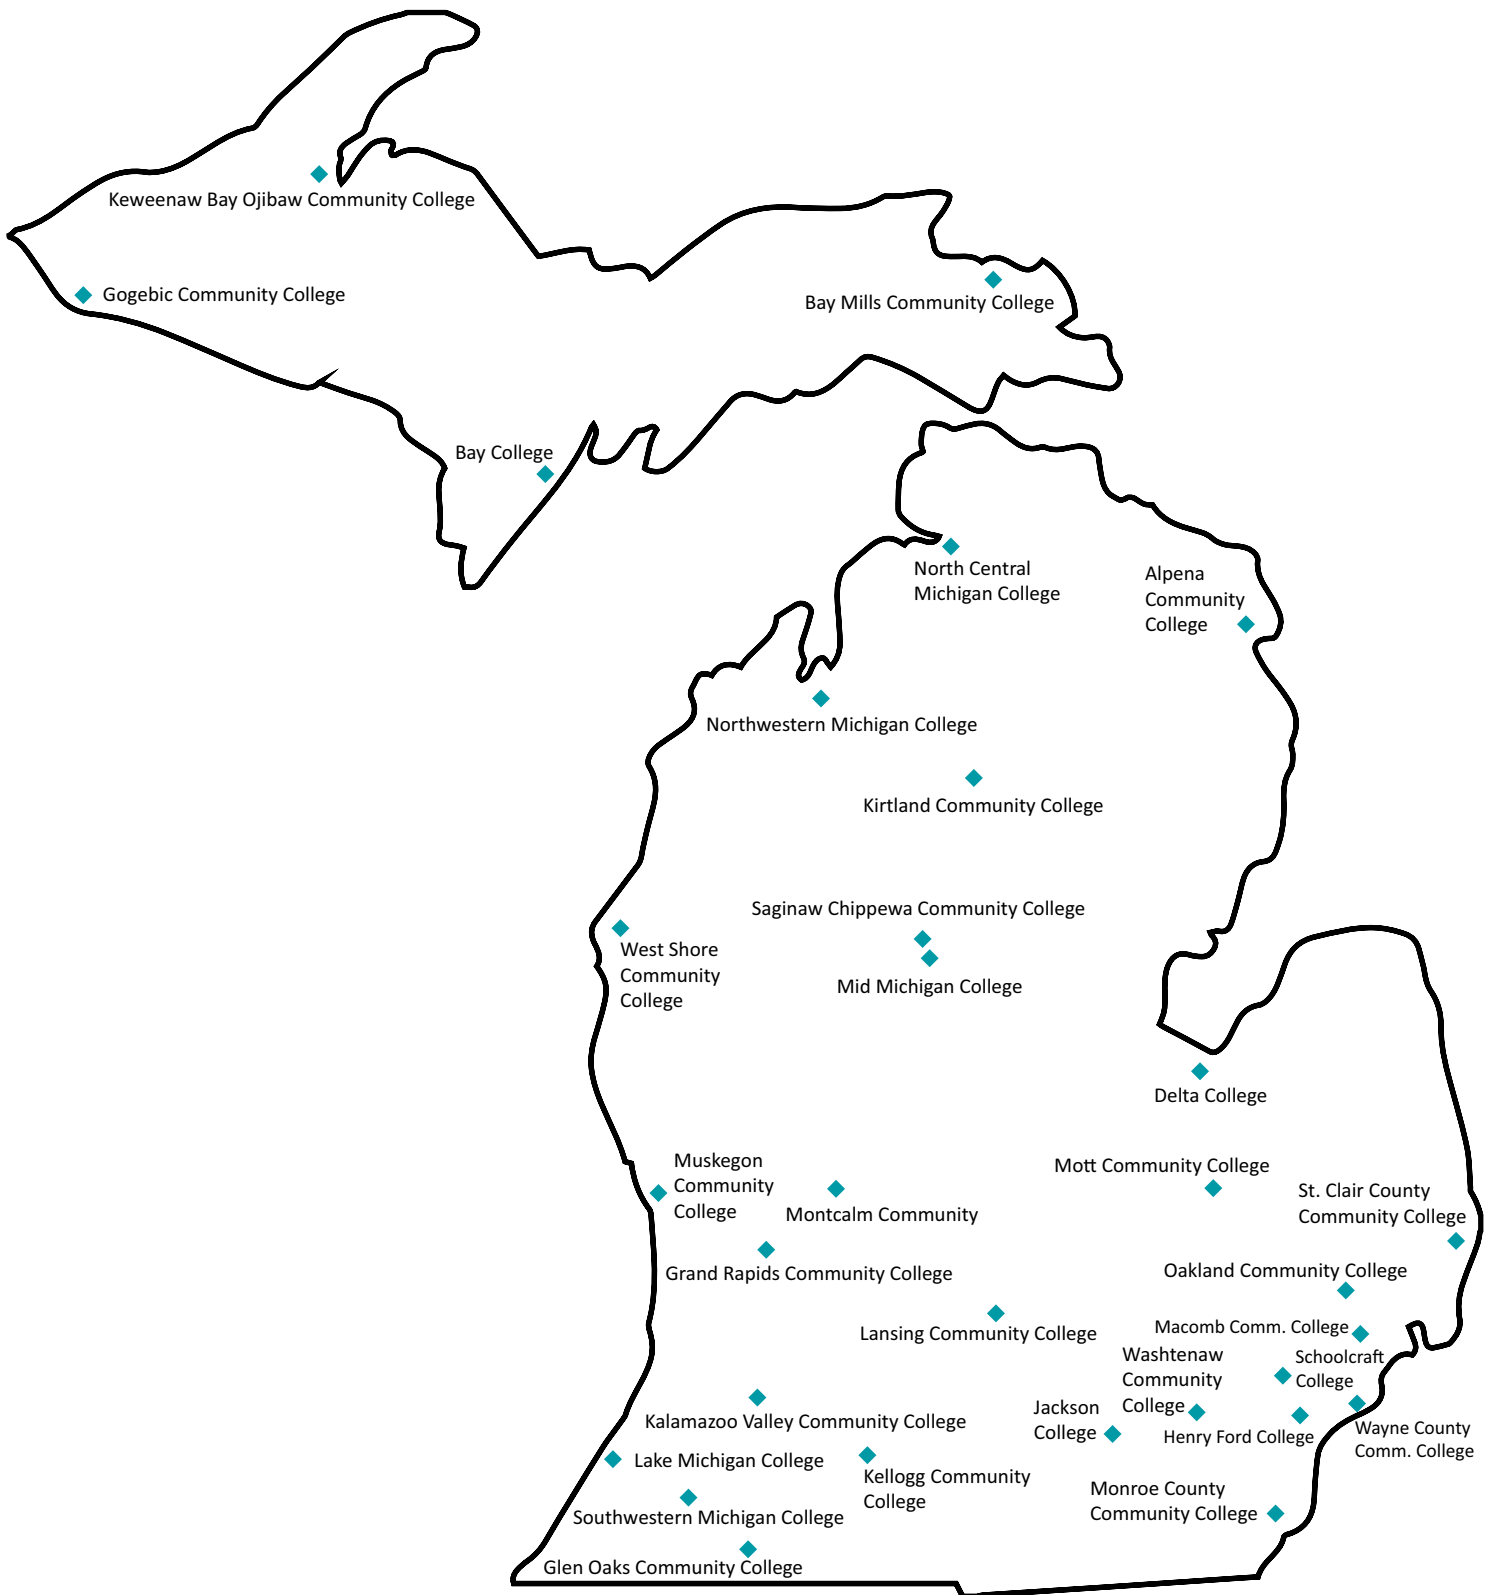 Keweenaw Bay Ojibaw Community College
Gogebic Community College
Bay Mills Community College
Bay College
North Central
Michigan College
Alpena
Community
College
Northwestern Michigan College
Kirtland Community College
Saginaw Chippewa Community College
West Shore
Community
College
Mid Michigan College
Delta College
Muskegon
Community
College
Montcalm Community
Mott Community College
St. Clair County
Community College
Grand Rapids Community College
Oakland Community College
Lansing Community College
Macomb Comm. College
Washtenaw
Community
College
Schoolcraft
College
Jackson
College
Kalamazoo Valley Community College
Henry Ford College
Wayne County
Comm. College
Lake Michigan College
Kellogg Community
College
Monroe County
Community College
Southwestern Michigan College
Glen Oaks Community College